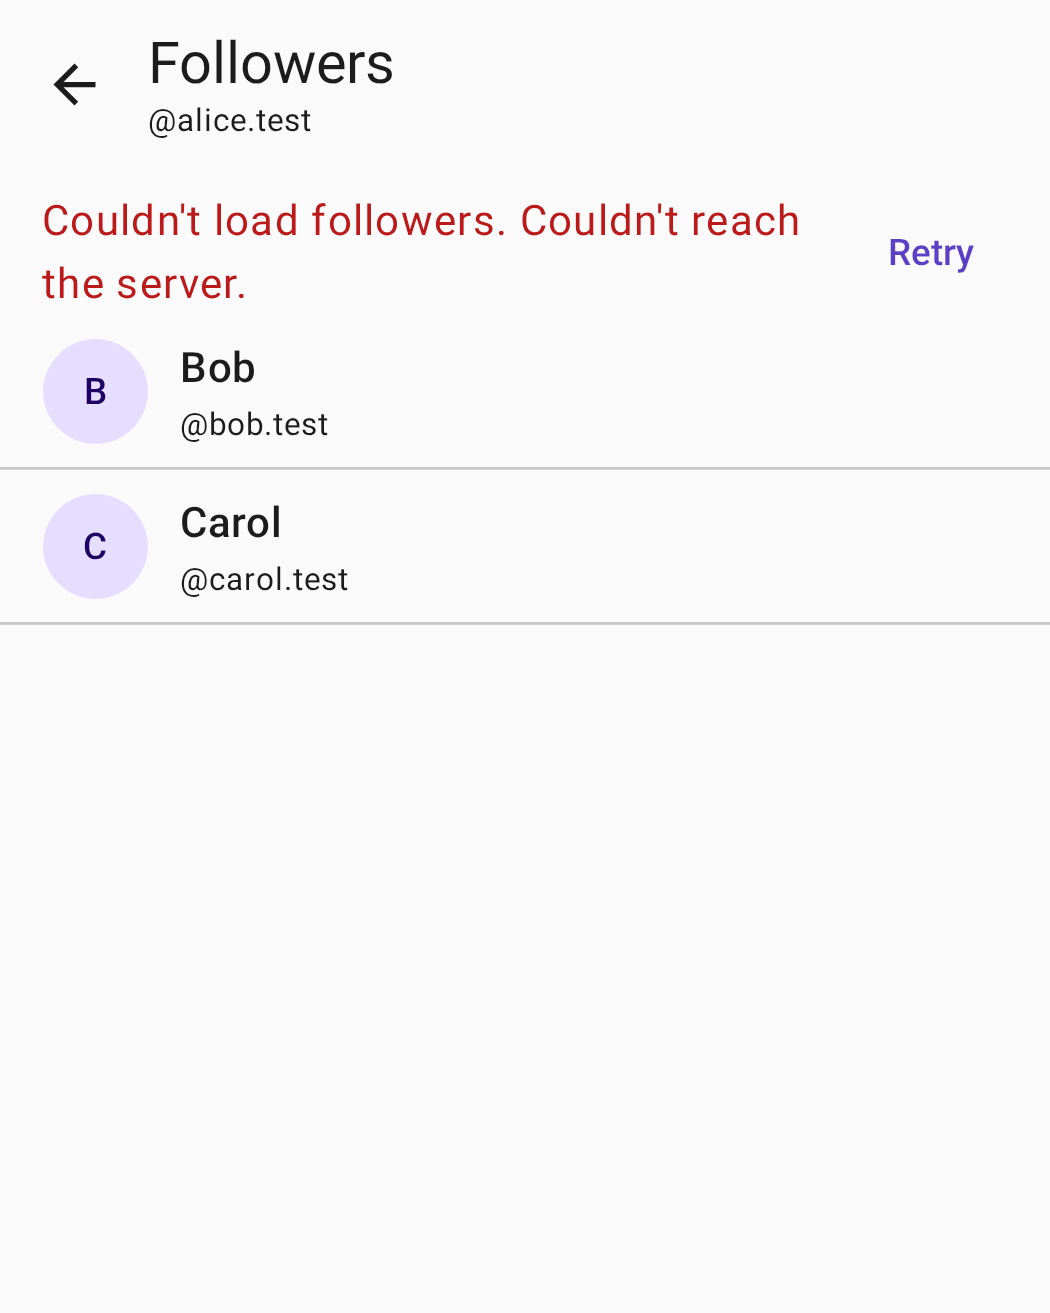 Followers
@alice.test
Couldn't load followers. Couldn't reach
the server.
Retry
B
Bob
@bob.test
C
Carol
@carol.test